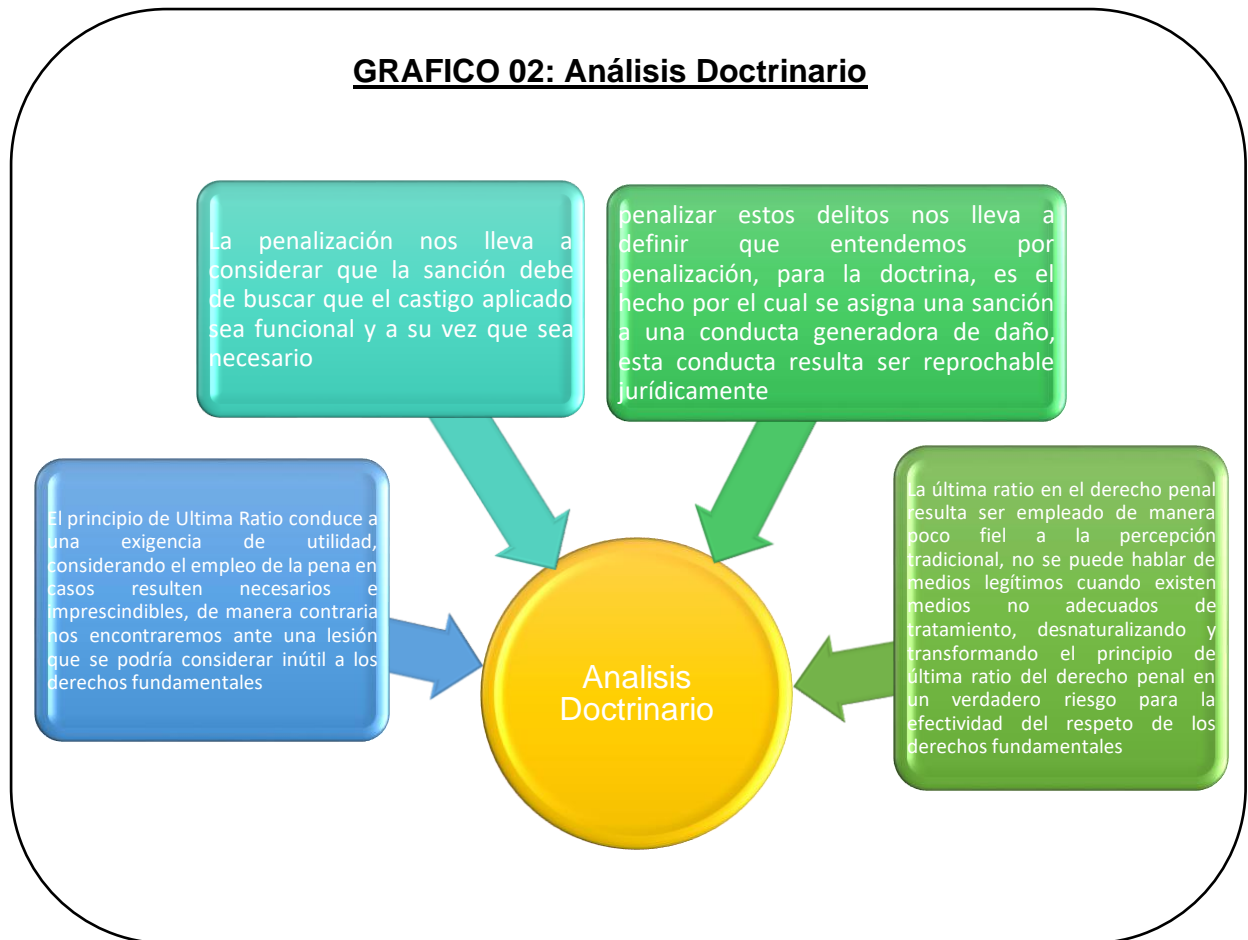 GRAFICO 02: Análisis Doctrinario
La penalización nos lleva a
considerar que la sanción debe
de buscar que el castigo aplicado
sea funcional y a su vez que sea
necesario
penalizar estos delitos nos lleva a
definir que entendemos por
penalización, para la doctrina, es el
hecho por el cual se asigna una sanción
a una conducta generadora de daño,
esta conducta resulta ser reprochable
jurídicamente
El principio de Ultima Ratio conduce a
una exigencia de utilidad,
considerando el empleo de la pena en
casos resulten necesarios e
imprescindibles, de manera contraria
nos encontraremos ante una lesión
que se podría considerar inútil a los
derechos fundamentales
La última ratio en el derecho penal
resulta ser empleado de manera
poco fiel a la percepción
tradicional, no se puede hablar de
medios legítimos cuando existen
medios no adecuados de
tratamiento, desnaturalizando y
transformando el principio de
última ratio del derecho penal en
un verdadero riesgo para la
efectividad del respeto de los
derechos fundamentales
Analisis
Doctrinario